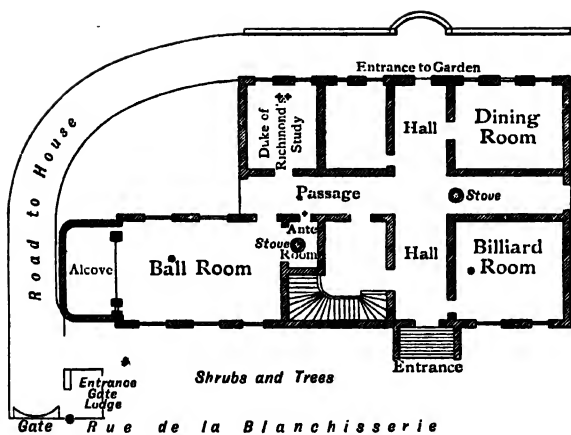 Entrance to Garden
Road to House
Duke of
Richmond's
Study
Hall
Dining
Room
Passage
Stove
Alcove
Ball Room
Stove
Ante
Room
Hall
Billiard
Room
Entrance
Gate
Lodge
Shrubs and Trees
Entrance
Gate
Rue de la Blanchisserie